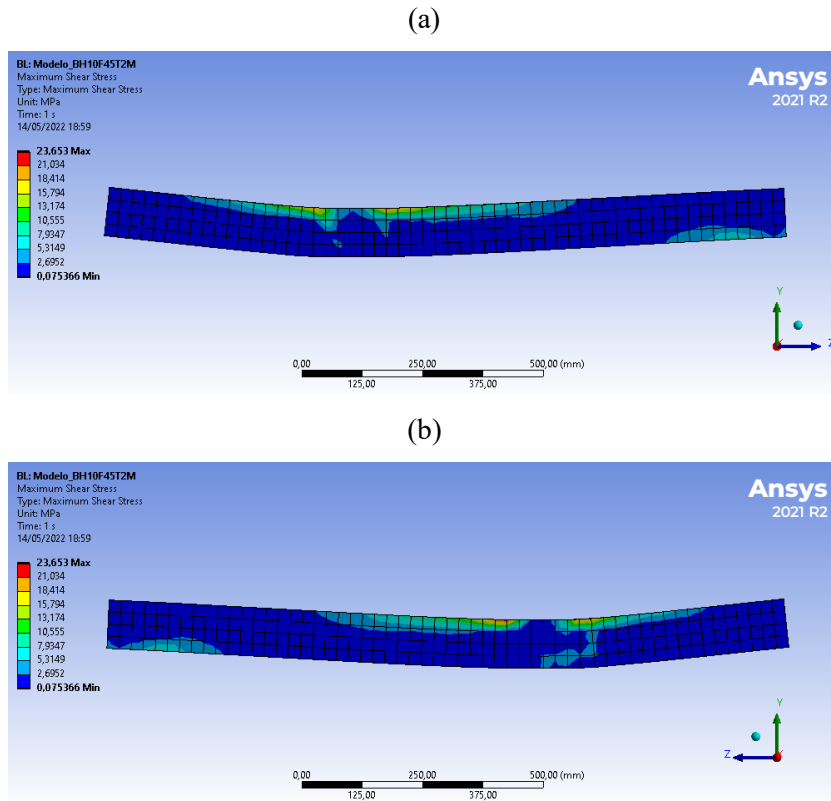 (a)
BL: Modelo_BH10F45T2M
Maximum Shear Stress
Type: Maximum Shear Stress
Unit: MPa
Time: 1 s
14/05/2022 18:59
Ansys
2021 R2
23,653 Max
21,034
18,414
15,794
13,174
10,555
7,9347
5,3149
2,6952
0,075366 Min
Y
Z
0,00 250,00 500,00 (mm)
125,00 375,00
(b)
BL: Modelo_BH10F45T2M
Maximum Shear Stress
Type: Maximum Shear Stress
Unit: MPa
Time: 1 s
14/05/2022 18:59
Ansys
2021 R2
23,653 Max
21,034
18,414
15,794
13,174
10,555
7,9347
5,3149
2,6952
0,075366 Min
Y
Z
0,00 250,00 500,00 (mm)
125,00 375,00